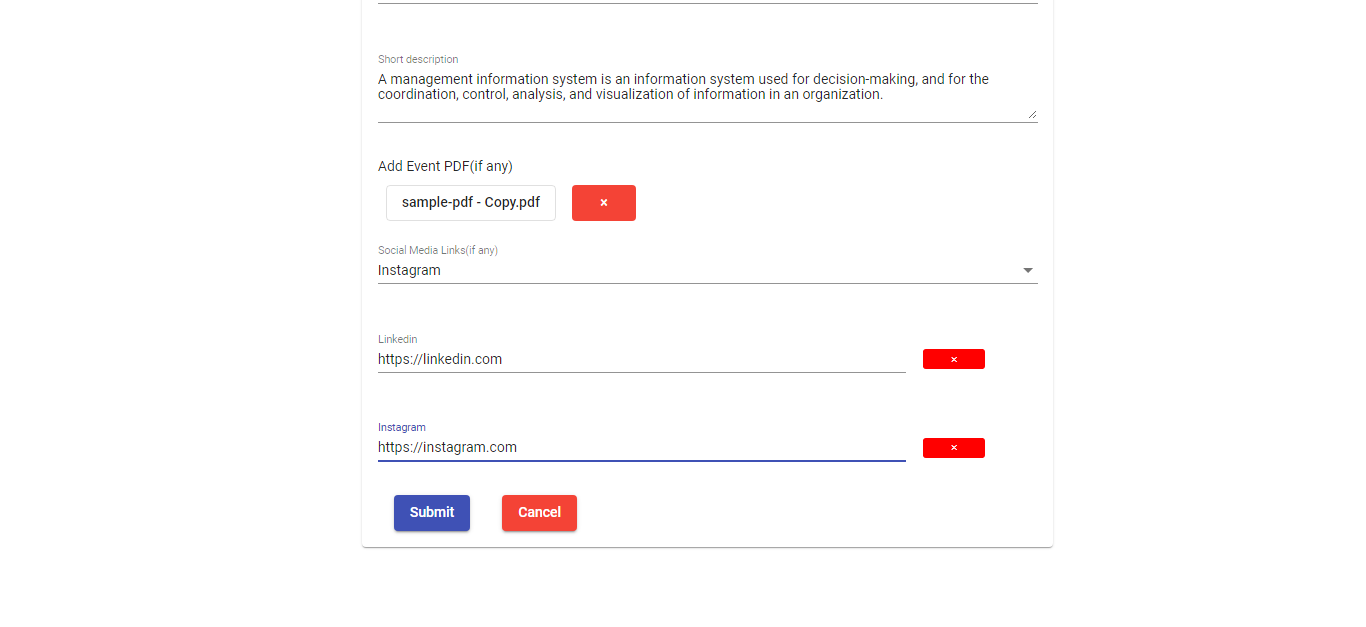 Short description
A management information system is an information system used for decision-making, and for the
coordination, control, analysis, and visualization of information in an organization.
Add Event PDF(if any)
sample-pdf - Copy.pdf ×
Social Media Links(if any)
Instagram
Linkedin
https://linkedin.com ×
Instagram
https://instagram.com ×
Submit Cancel